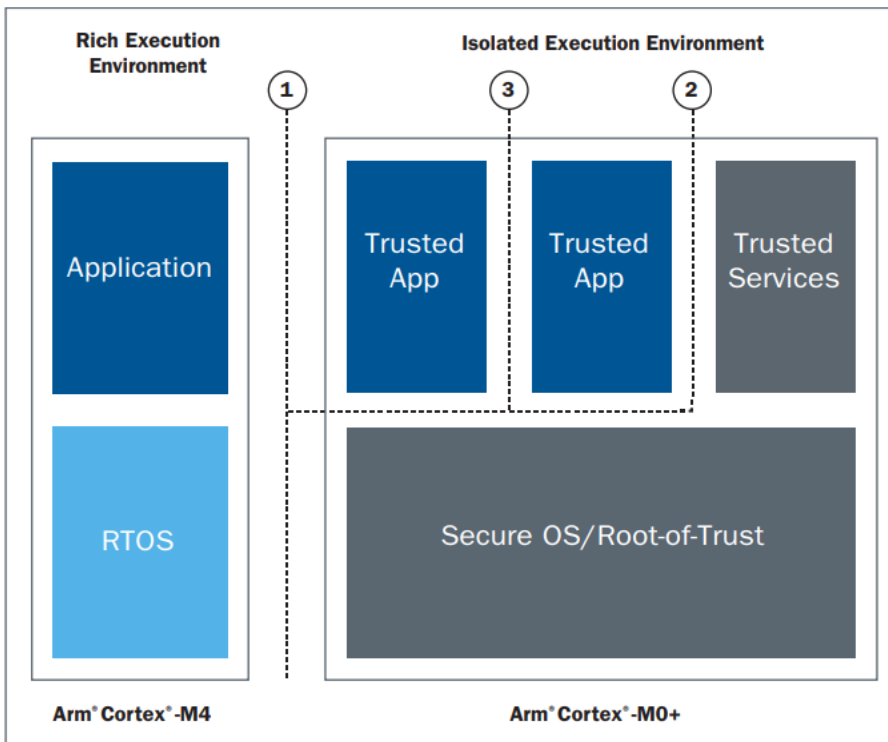 Rich Execution
Environment
Isolated Execution Environment
1
3
2
Application
Trusted
App
Trusted
App
Trusted
Services
RTOS
Secure OS/Root-of-Trust
Arm® Cortex®-M4
Arm® Cortex®-M0+